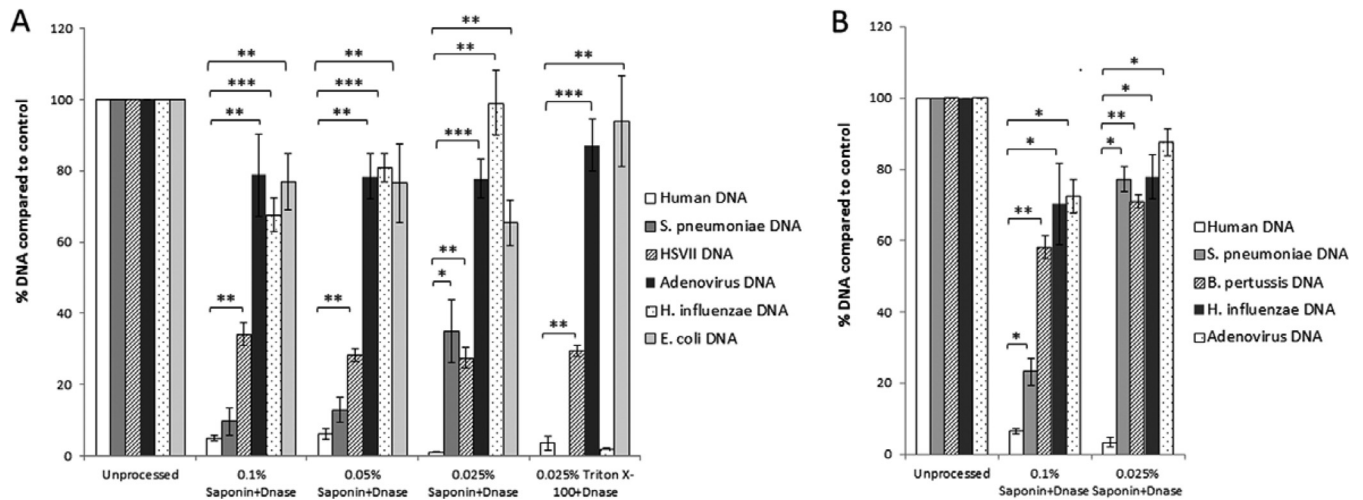 A
% DNA compared to control
120
100
80
60
40
20
0
** ** ** ** **
*** *** ** ***
** ** ***
** **
*
** ** **
Unprocessed
0.1%
Saponin+Dnase
0.05%
Saponin+Dnase
0.025%
Saponin+Dnase
0.025% Triton X-
100+Dnase
Human DNA
S. pneumoniae DNA
HSVII DNA
Adenovirus DNA
H. influenzae DNA
E. coli DNA
B
% DNA compared to control
120
100
80
60
40
20
0
* *
* *
** **
* *
Unprocessed
0.1%
Saponin+Dnase
0.025%
Saponin+Dnase
Human DNA
S. pneumoniae DNA
B. pertussis DNA
H. influenzae DNA
Adenovirus DNA